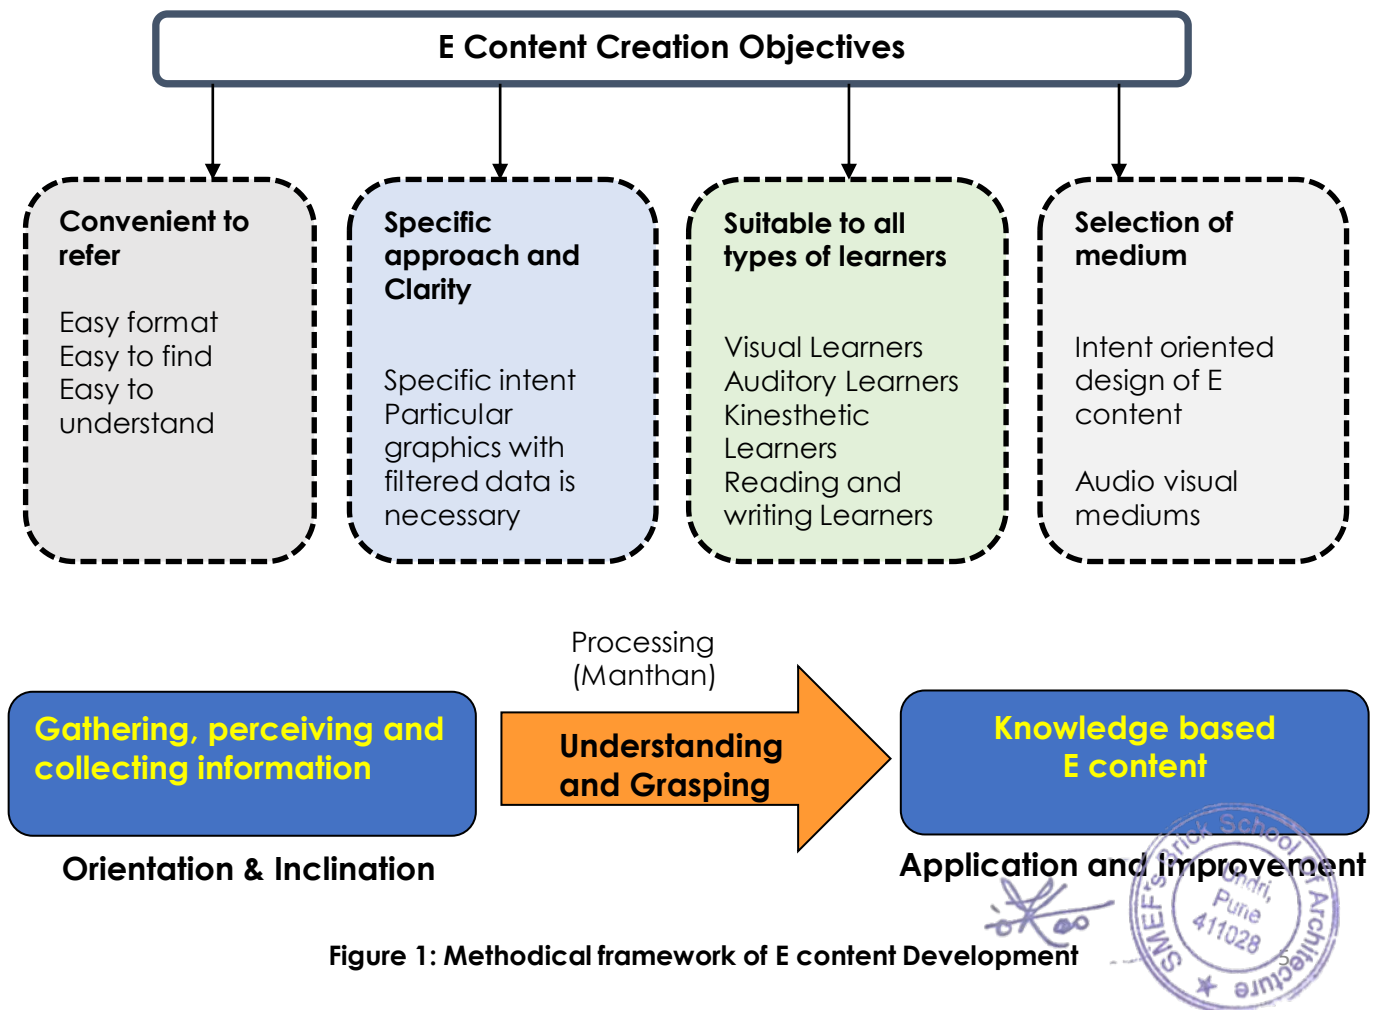 E Content Creation Objectives
Convenient to
refer
Easy format
Easy to find
Easy to
understand
Specific
approach and
Clarity
Specific intent
Particular
graphics with
filtered data is
necessary
Suitable to all
types of learners
Visual Learners
Auditory Learners
Kinesthetic
Learners
Reading and
writing Learners
Selection of
medium
Intent oriented
design of E
content
Audio visual
mediums
Processing
(Manthan)
Gathering, perceiving and
collecting information
Understanding
and Grasping
Knowledge based
E content
Orientation & Inclination
Application and Improvement
SMEF's Brick School Of Architecture
Undri,
Pune
411028
Figure 1: Methodical framework of E content Development
5